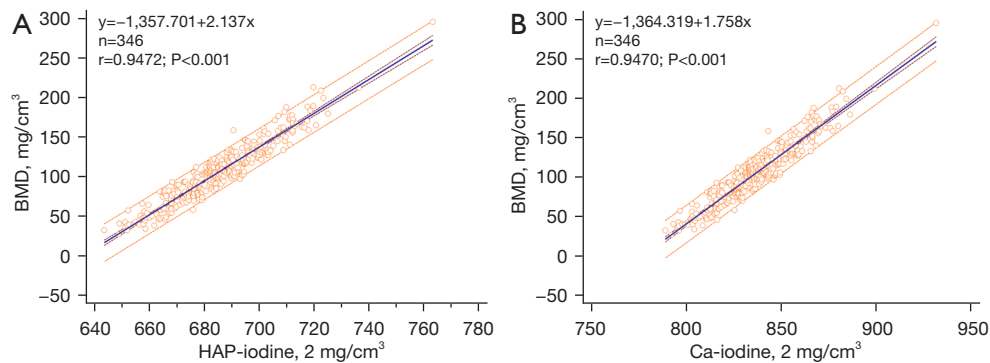 A
y=−1,357.701+2.137x
n=346
r=0.9472; P<0.001
BMD, mg/cm³
300
250
200
150
100
50
0
−50
640 660 680 700 720 740 760 780
HAP-iodine, 2 mg/cm³
B
y=−1,364.319+1.758x
n=346
r=0.9470; P<0.001
BMD, mg/cm³
300
250
200
150
100
50
0
−50
750 800 850 900 950
Ca-iodine, 2 mg/cm³